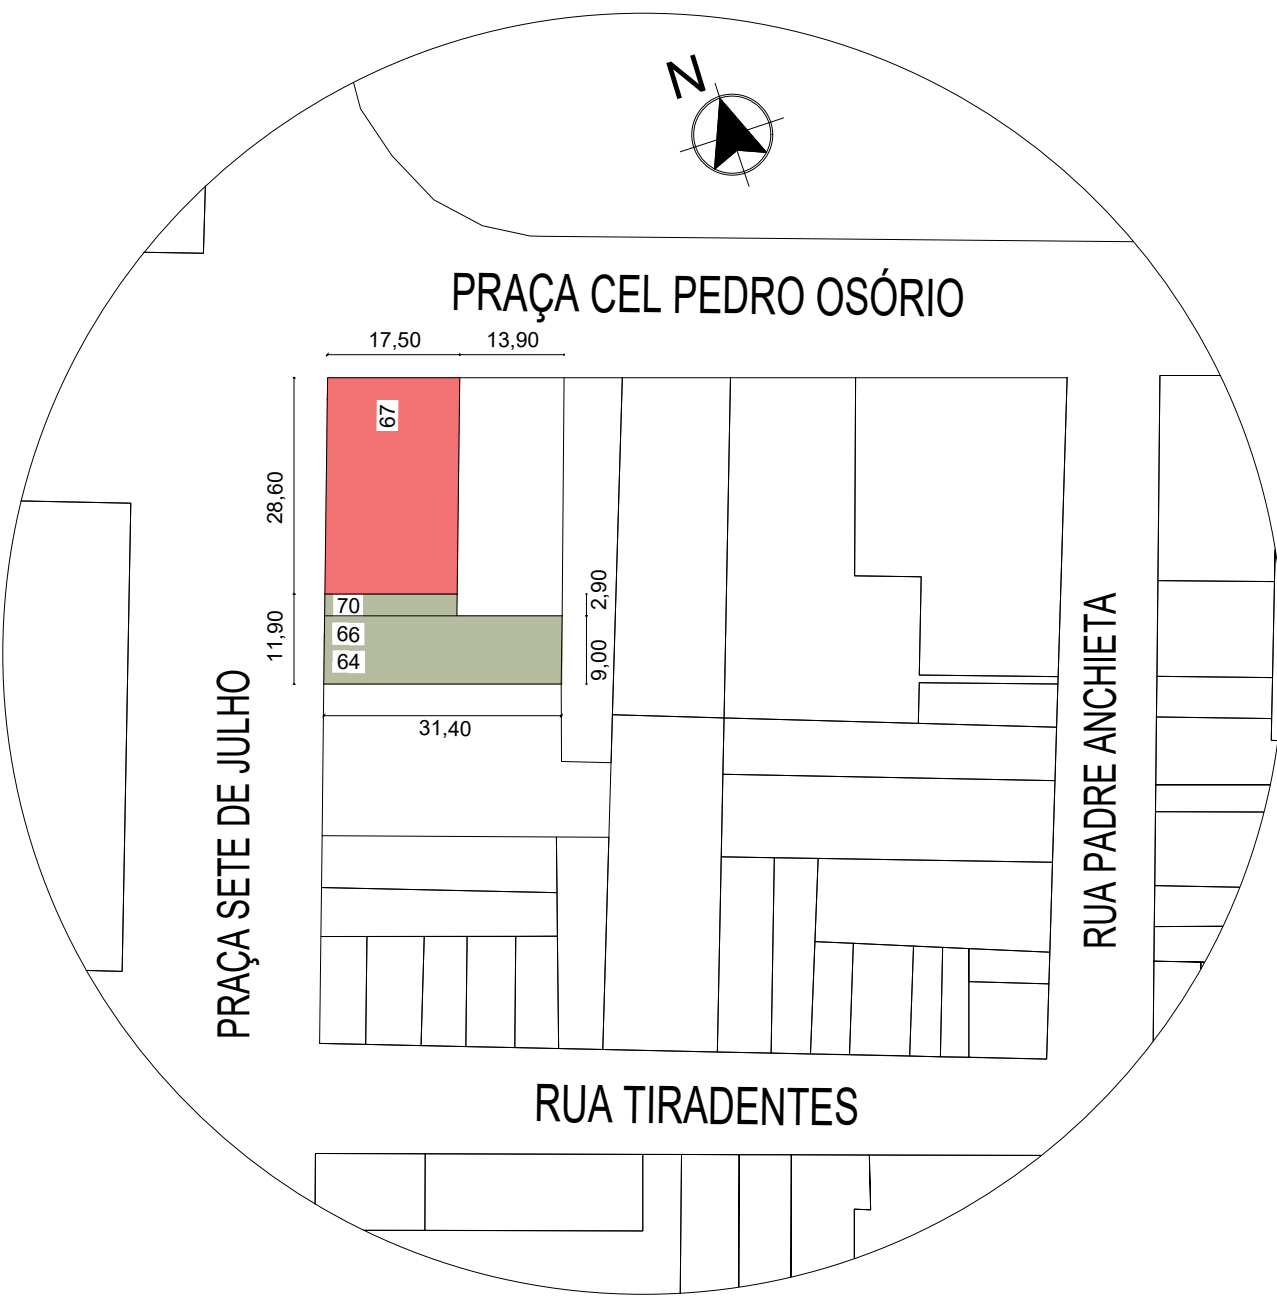 N
PRAÇA CEL PEDRO OSÓRIO
17,50
13,90
67
28,60
11,90
70
66
64
2,90
9,00
31,40
PRAÇA SETE DE JULHO
RUA PADRE ANCHIETA
RUA TIRADENTES